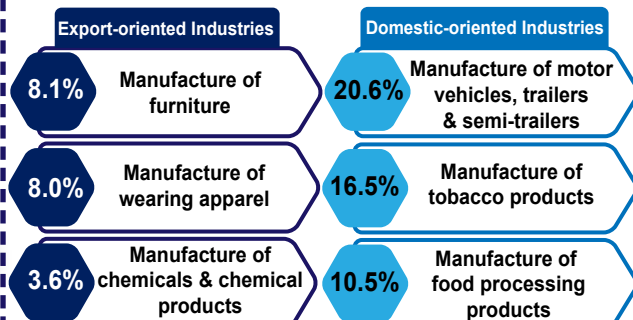 Export-oriented Industries
8.1%
Manufacture of
furniture
8.0%
Manufacture of
wearing apparel
3.6%
Manufacture of
chemicals & chemical
products
Domestic-oriented Industries
20.6%
Manufacture of motor
vehicles, trailers
& semi-trailers
16.5%
Manufacture of
tobacco products
10.5%
Manufacture of
food processing
products